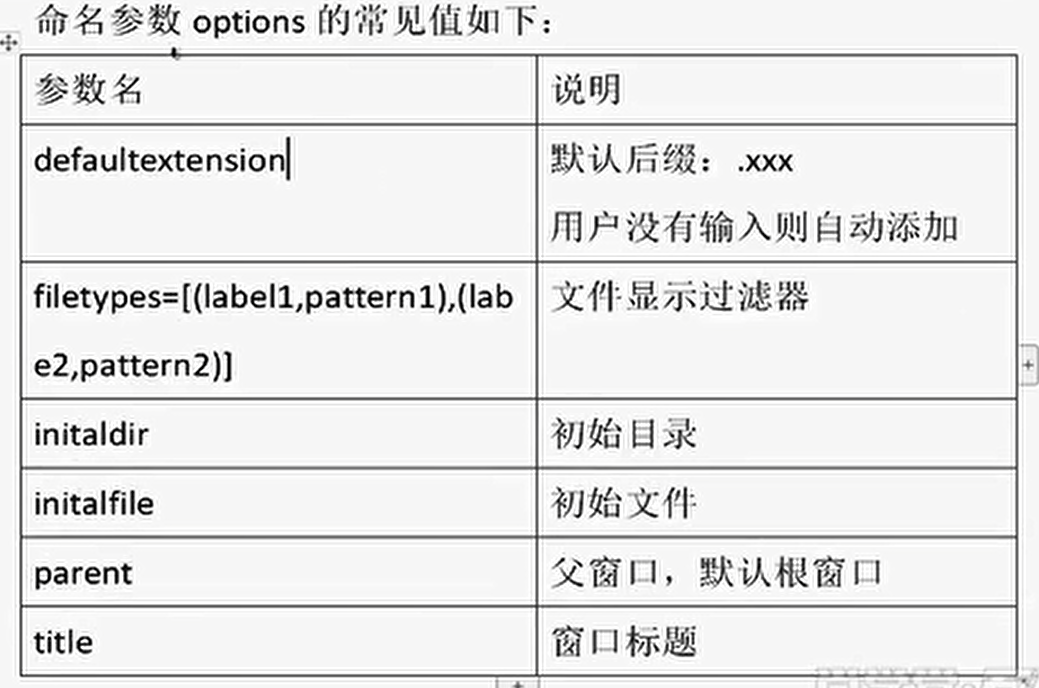 命名参数 options 的常见值如下：
参数名
说明
defaultextension
默认后缀：.xxx
用户没有输入则自动添加
filetypes=[(label1,pattern1),(lab
e2,pattern2)]
文件显示过滤器
initaldir
初始目录
initalfile
初始文件
parent
父窗口，默认根窗口
title
窗口标题